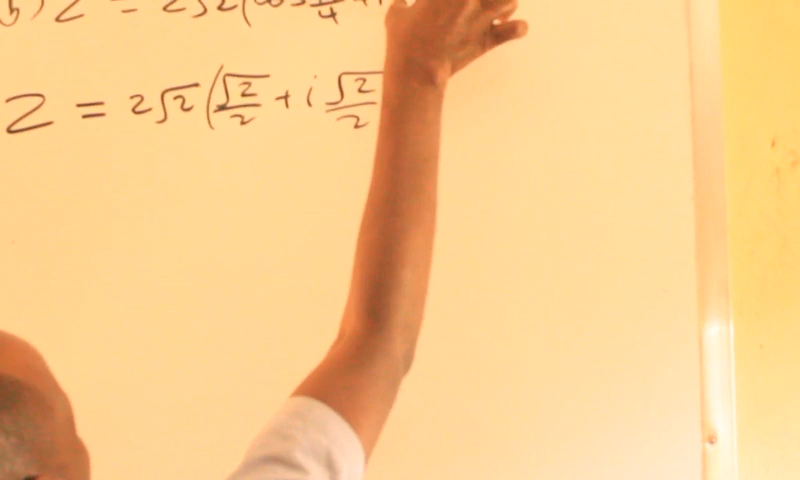 b) Z = 2√2(cos π/4 +
Z = 2√2(√2/2 + i √2/2